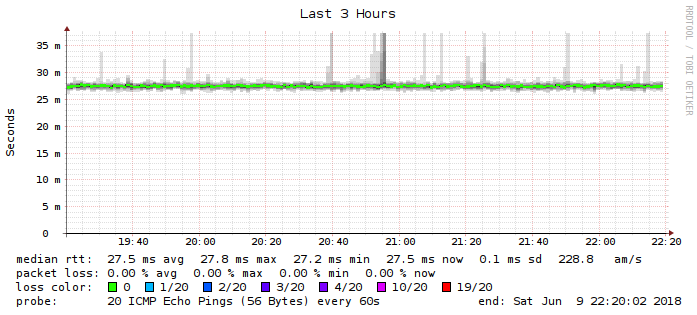 Last 3 Hours
RRDTOOL / TOBI OETIKER
Seconds
35 m
30 m
25 m
20 m
15 m
10 m
5 m
0
19:40 20:00 20:20 20:40 21:00 21:20 21:40 22:00 22:20
median rtt: 27.5 ms avg 27.8 ms max 27.2 ms min 27.5 ms now 0.1 ms sd 228.8 am/s
packet loss: 0.00 % avg 0.00 % max 0.00 % min 0.00 % now
loss color: 0 1/20 2/20 3/20 4/20 10/20 19/20
probe: 20 ICMP Echo Pings (56 Bytes) every 60s end: Sat Jun 9 22:20:02 2018